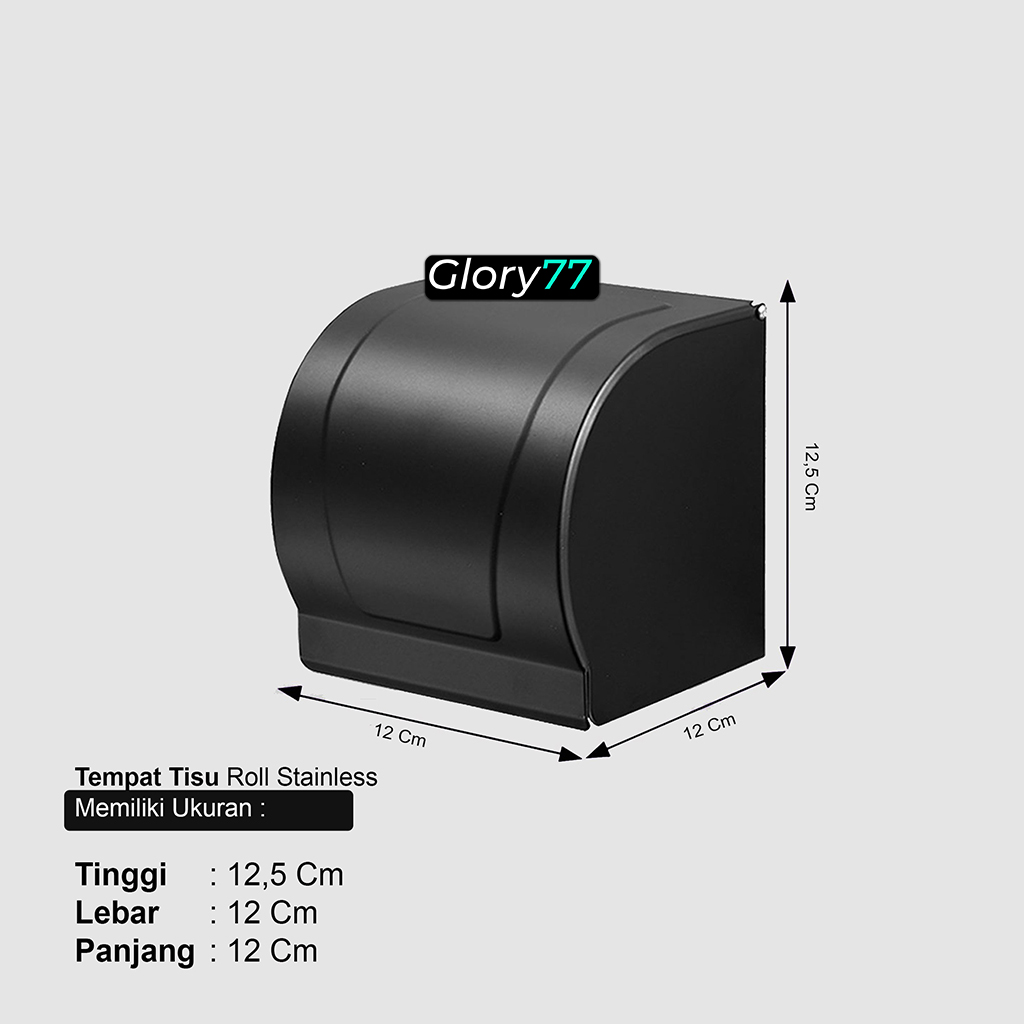 Glory77
12,5 Cm
12 Cm
12 Cm
Tempat Tisu Roll Stainless
Memiliki Ukuran :
Tinggi : 12,5 Cm
Lebar : 12 Cm
Panjang : 12 Cm